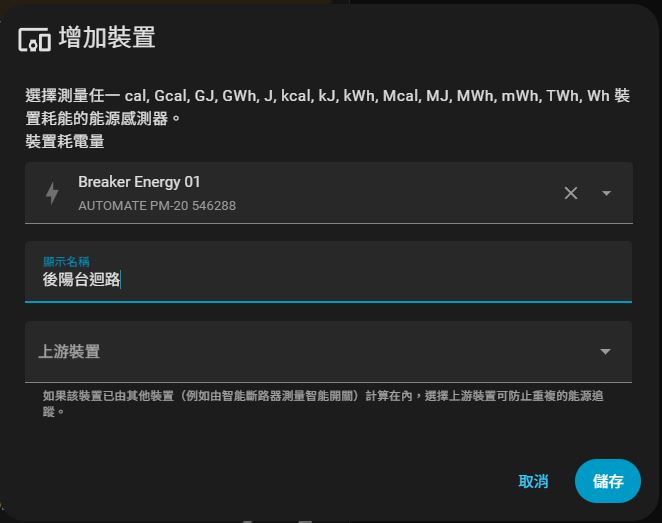 增加裝置
選擇測量任一 cal, Gcal, GJ, GWh, J, kcal, kJ, kWh, Mcal, MJ, MWh, mWh, TWh, Wh 裝
置耗能的能源感測器。
裝置耗電量
Breaker Energy 01
AUTOMATE PM-20 546288
顯示名稱
後陽台迴路
上游裝置
如果該裝置已由其他裝置（例如由智能斷路器測量智能開關）計算在內，選擇上游裝置可防止重複的能源追
蹤。
取消
儲存